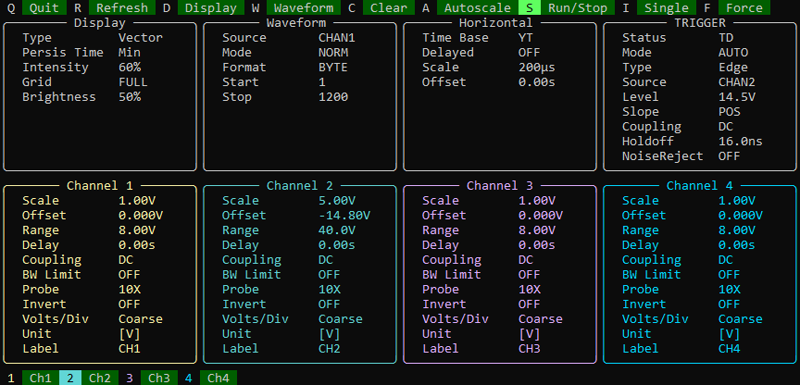 Q Quit R Refresh D Display W Waveform C Clear A Autoscale S Run/Stop I Single F Force
Display
Type Vector
Persis Time Min
Intensity 60%
Grid FULL
Brightness 50%
Waveform
Source CHAN1
Mode NORM
Format BYTE
Start 1
Stop 1200
Horizontal
Time Base YT
Delayed OFF
Scale 200µs
Offset 0.00s
TRIGGER
Status TD
Mode AUTO
Type Edge
Source CHAN2
Level 14.5V
Slope POS
Coupling DC
Holdoff 16.0ns
NoiseReject OFF
Channel 1
Scale 1.00V
Offset 0.000V
Range 8.00V
Delay 0.00s
Coupling DC
BW Limit OFF
Probe 10X
Invert OFF
Volts/Div Coarse
Unit [V]
Label CH1
Channel 2
Scale 5.00V
Offset -14.80V
Range 40.0V
Delay 0.00s
Coupling DC
BW Limit OFF
Probe 10X
Invert OFF
Volts/Div Coarse
Unit [V]
Label CH2
Channel 3
Scale 1.00V
Offset 0.000V
Range 8.00V
Delay 0.00s
Coupling DC
BW Limit OFF
Probe 10X
Invert OFF
Volts/Div Coarse
Unit [V]
Label CH3
Channel 4
Scale 1.00V
Offset 0.000V
Range 8.00V
Delay 0.00s
Coupling DC
BW Limit OFF
Probe 10X
Invert OFF
Volts/Div Coarse
Unit [V]
Label CH4
1 Ch1 2 Ch2 3 Ch3 4 Ch4